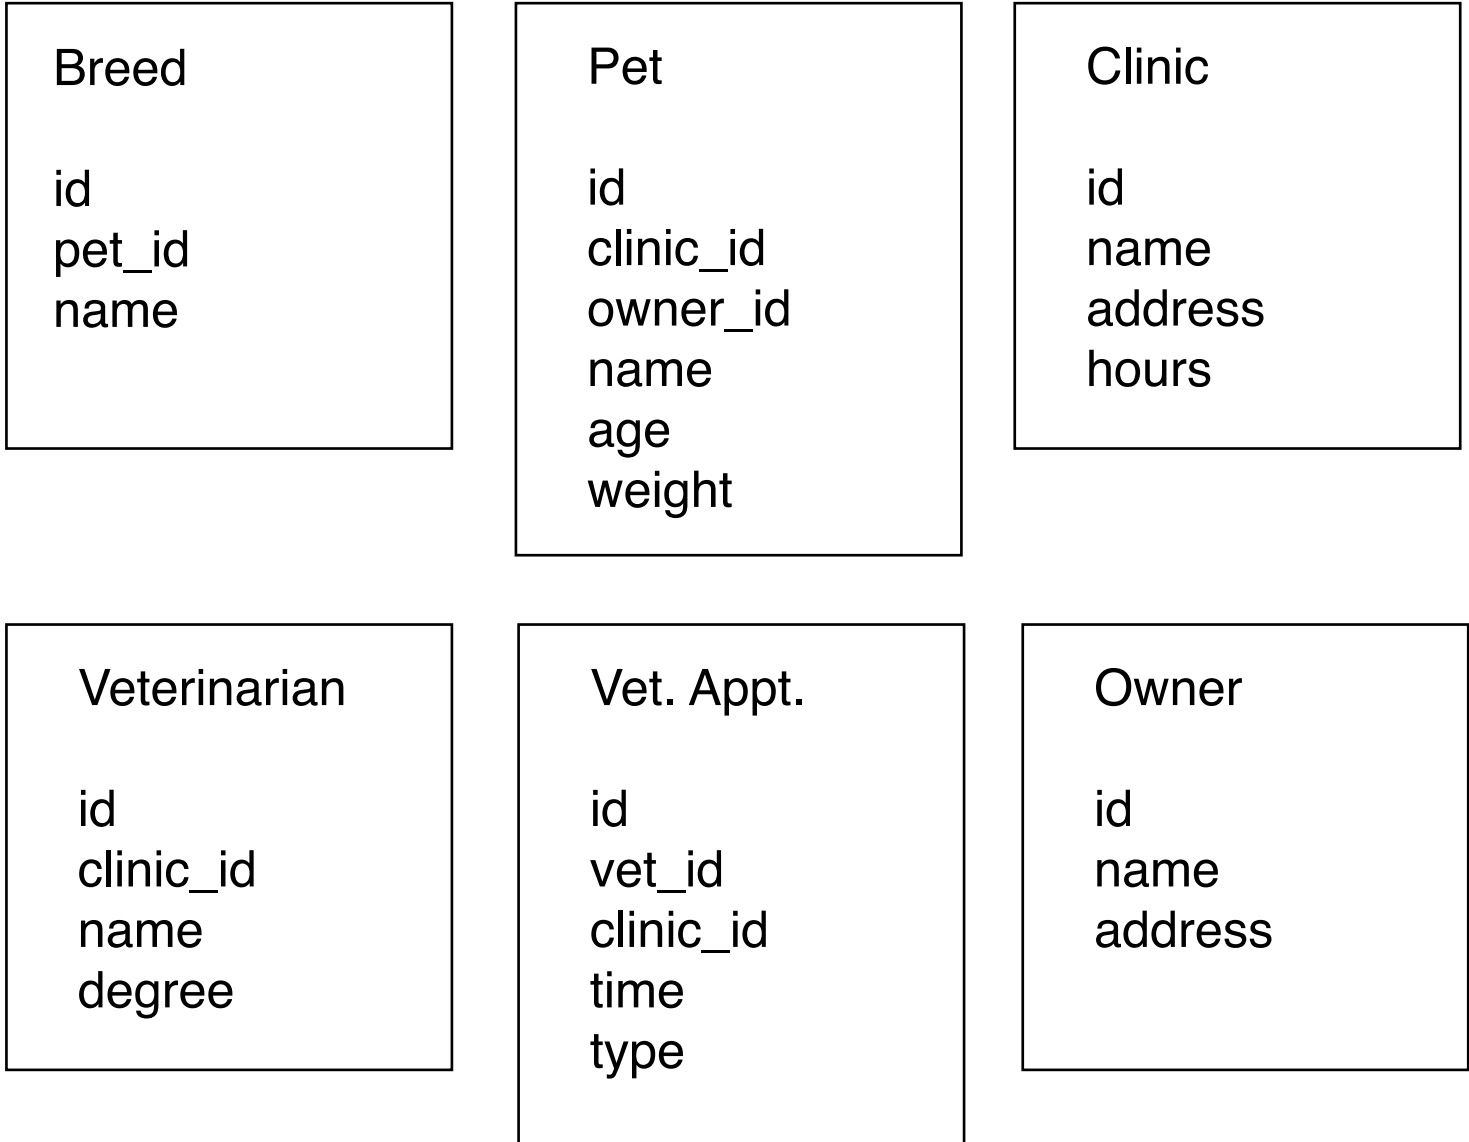 Breed
id
pet_id
name
Pet
id
clinic_id
owner_id
name
age
weight
Clinic
id
name
address
hours
Veterinarian
id
clinic_id
name
degree
Vet. Appt.
id
vet_id
clinic_id
time
type
Owner
id
name
address